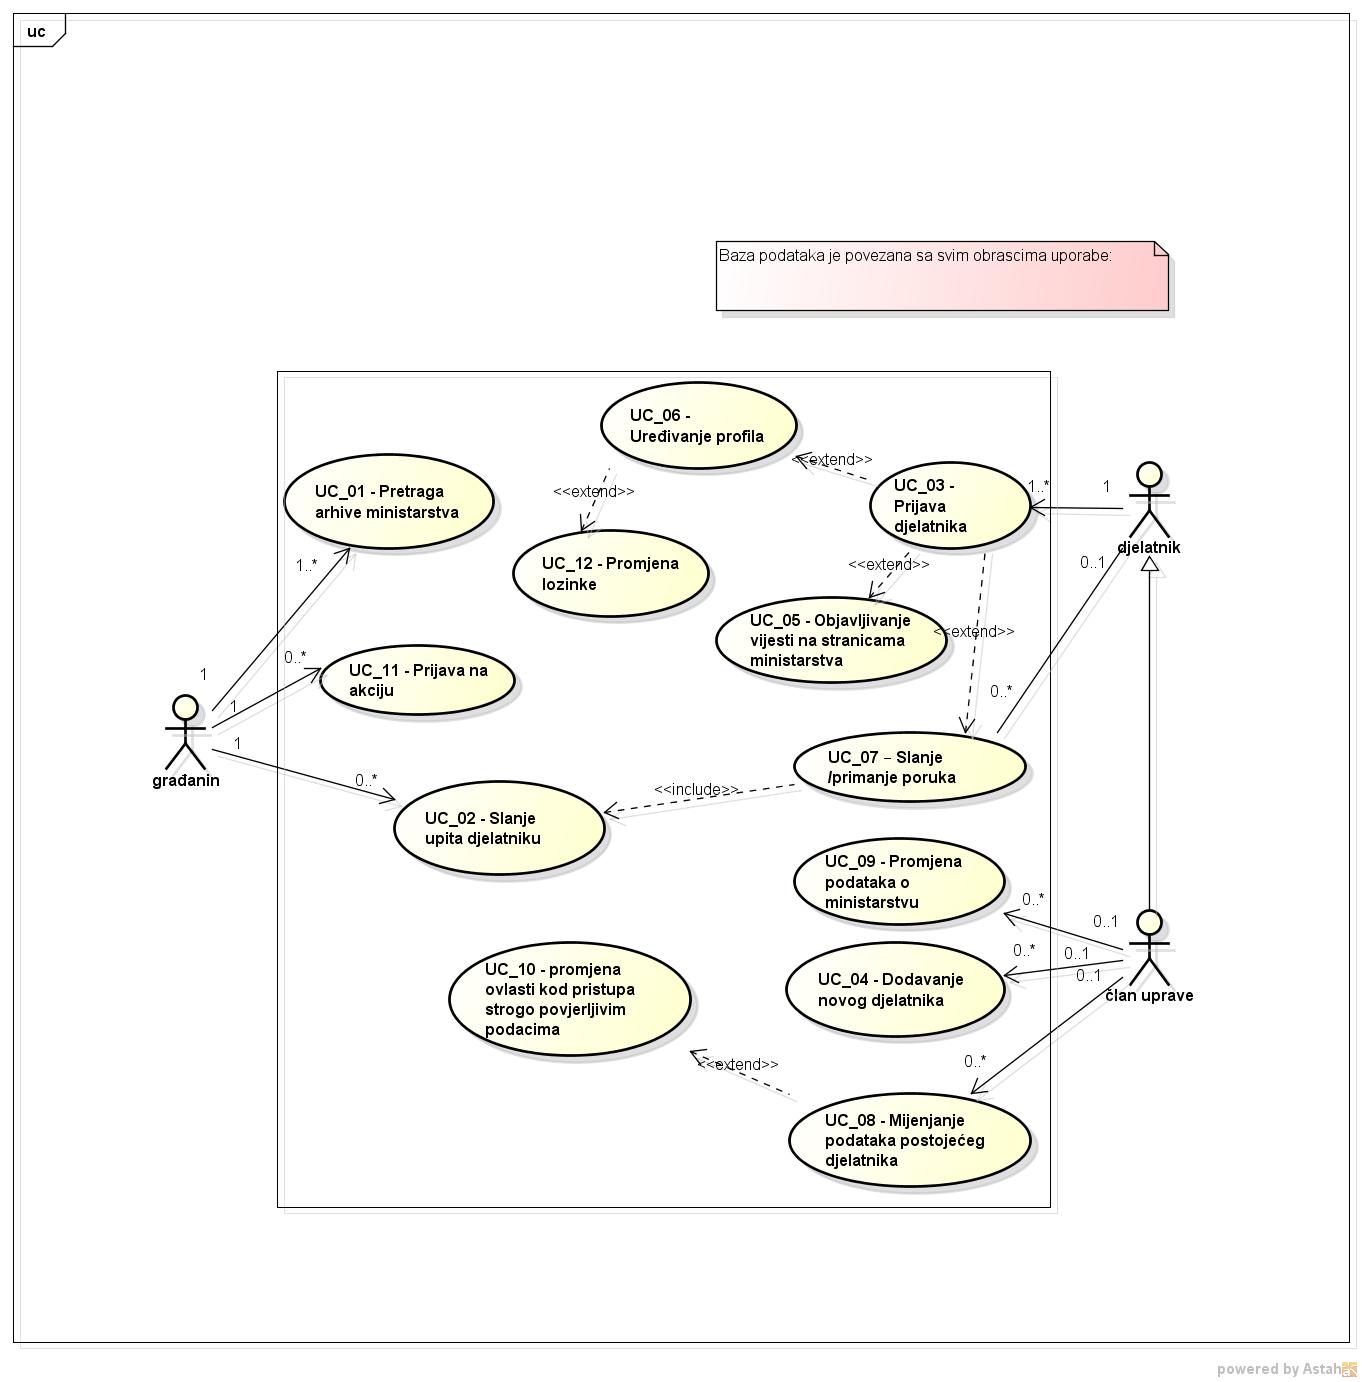 uc
Baza podataka je povezana sa svim obrascima uporabe:
UC_06 -
Uređivanje profila
<<extend>>
UC_03 -
Prijava
djelatnika
1..*
1
djelatnik
UC_01 - Pretraga
arhive ministarstva
<<extend>>
UC_12 - Promjena
lozinke
<<extend>>
0..1
1..*
UC_05 - Objavljivanje
vijesti na stranicama
ministarstva
<<extend>>
0..*
UC_11 - Prijava na
akciju
1
1
1
0..*
građanin
0..*
UC_07 – Slanje
/primanje poruka
<<include>>
UC_02 - Slanje
upita djelatniku
UC_09 - Promjena
podataka o
ministarstvu
0..*
0..1
0..*
0..1
0..1
član uprave
UC_04 - Dodavanje
novog djelatnika
UC_10 - promjena
ovlasti kod pristupa
strogo povjerljivim
podacima
<<extend>>
0..*
UC_08 - Mijenjanje
podataka postojećeg
djelatnika
powered by Astah